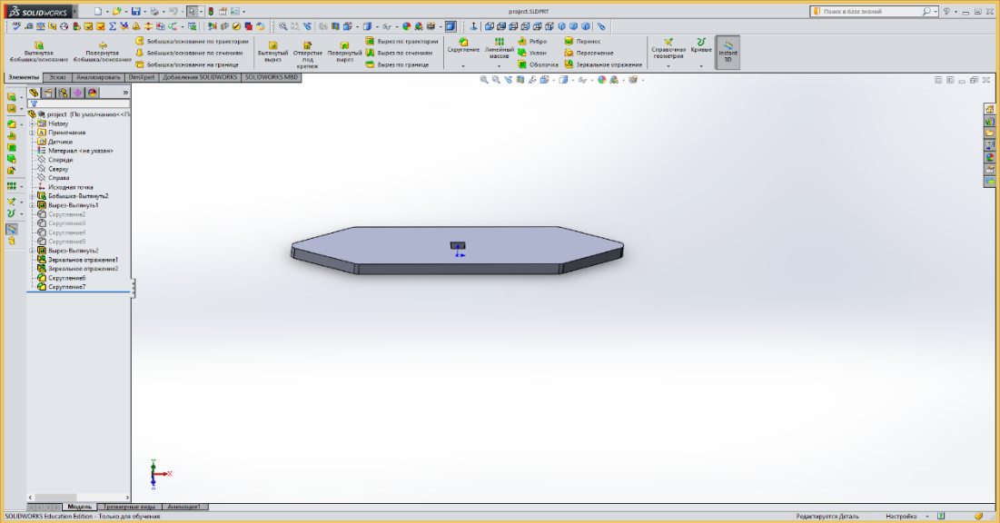 SOLIDWORKS
project.SLDPRT
Поиск в базе знаний
Вытянутая бобышка/основание
Повернутая бобышка/основание
Бобышка/основание по траектории
Бобышка/основание по сечениям
Бобышка/основание на границе
Вытянутый вырез
Отверстие под крепеж
Повернутый вырез
Вырез по траектории
Вырез по сечениям
Вырез по границе
Скругление
Линейный массив
Ребро
Уклон
Оболочка
Перенос
Пересечение
Зеркальное отражение
Справочная геометрия
Кривые
Instant 3D
Элементы Эскиз Анализировать DimXpert Добавления SOLIDWORKS SOLIDWORKS MBD
project (По умолчанию<<П
History
Примечания
Датчики
Материал <не указан>
Спереди
Сверху
Справа
Исходная точка
Бобышка-Вытянуть2
Вырез-Вытянуть1
Скругление2
Скругление3
Скругление4
Скругление5
Вырез-Вытянуть2
Зеркальное отражение1
Зеркальное отражение2
Скругление6
Скругление7
X
Модель Трехмерные виды Анимация1
SOLIDWORKS Education Edition - Только для обучения
Редактируется Деталь
Настройка